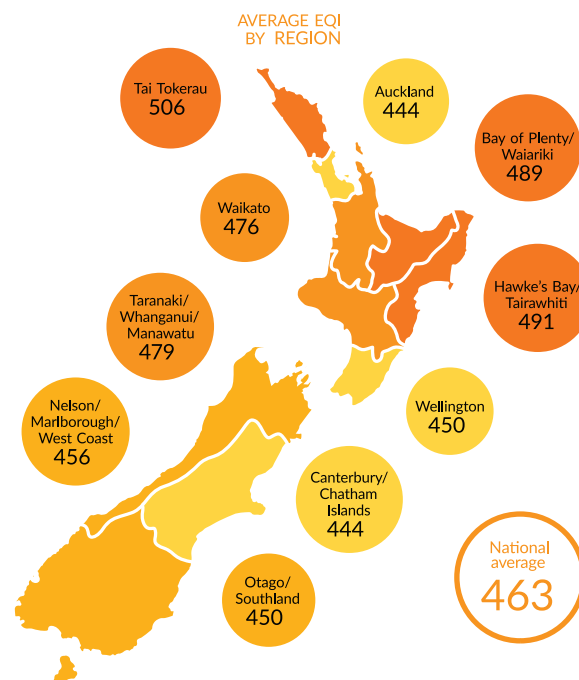 AVERAGE EQI
BY REGION
Tai Tokerau
506
Auckland
444
Bay of Plenty/
Waiariki
489
Waikato
476
Hawke's Bay/
Tairawhiti
491
Taranaki/
Whanganui/
Manawatu
479
Nelson/
Marlborough/
West Coast
456
Wellington
450
Canterbury/
Chatham
Islands
444
Otago/
Southland
450
National
average
463